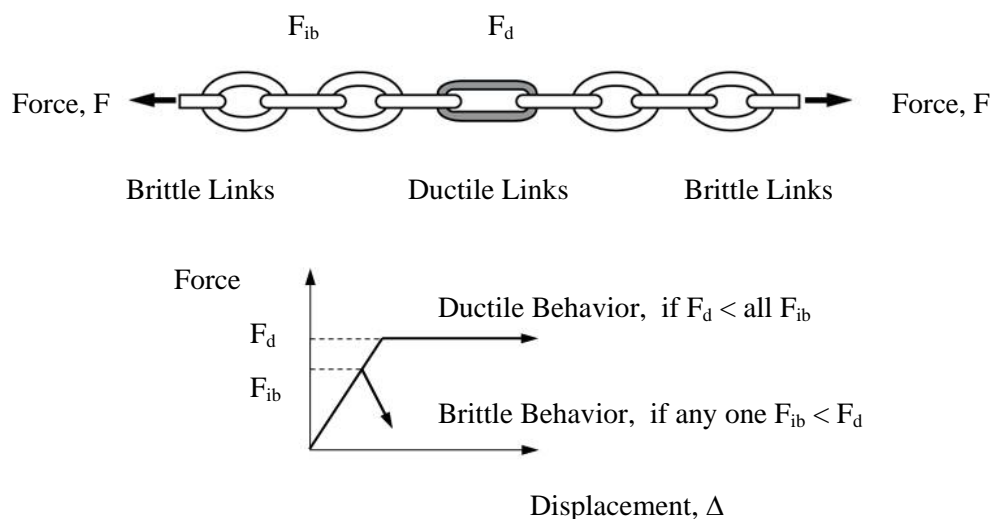 F_ib F_d
Force, F Force, F
Brittle Links Ductile Links Brittle Links
Force
Ductile Behavior, if F_d < all F_ib
F_d
F_ib
Brittle Behavior, if any one F_ib < F_d
Displacement, Δ